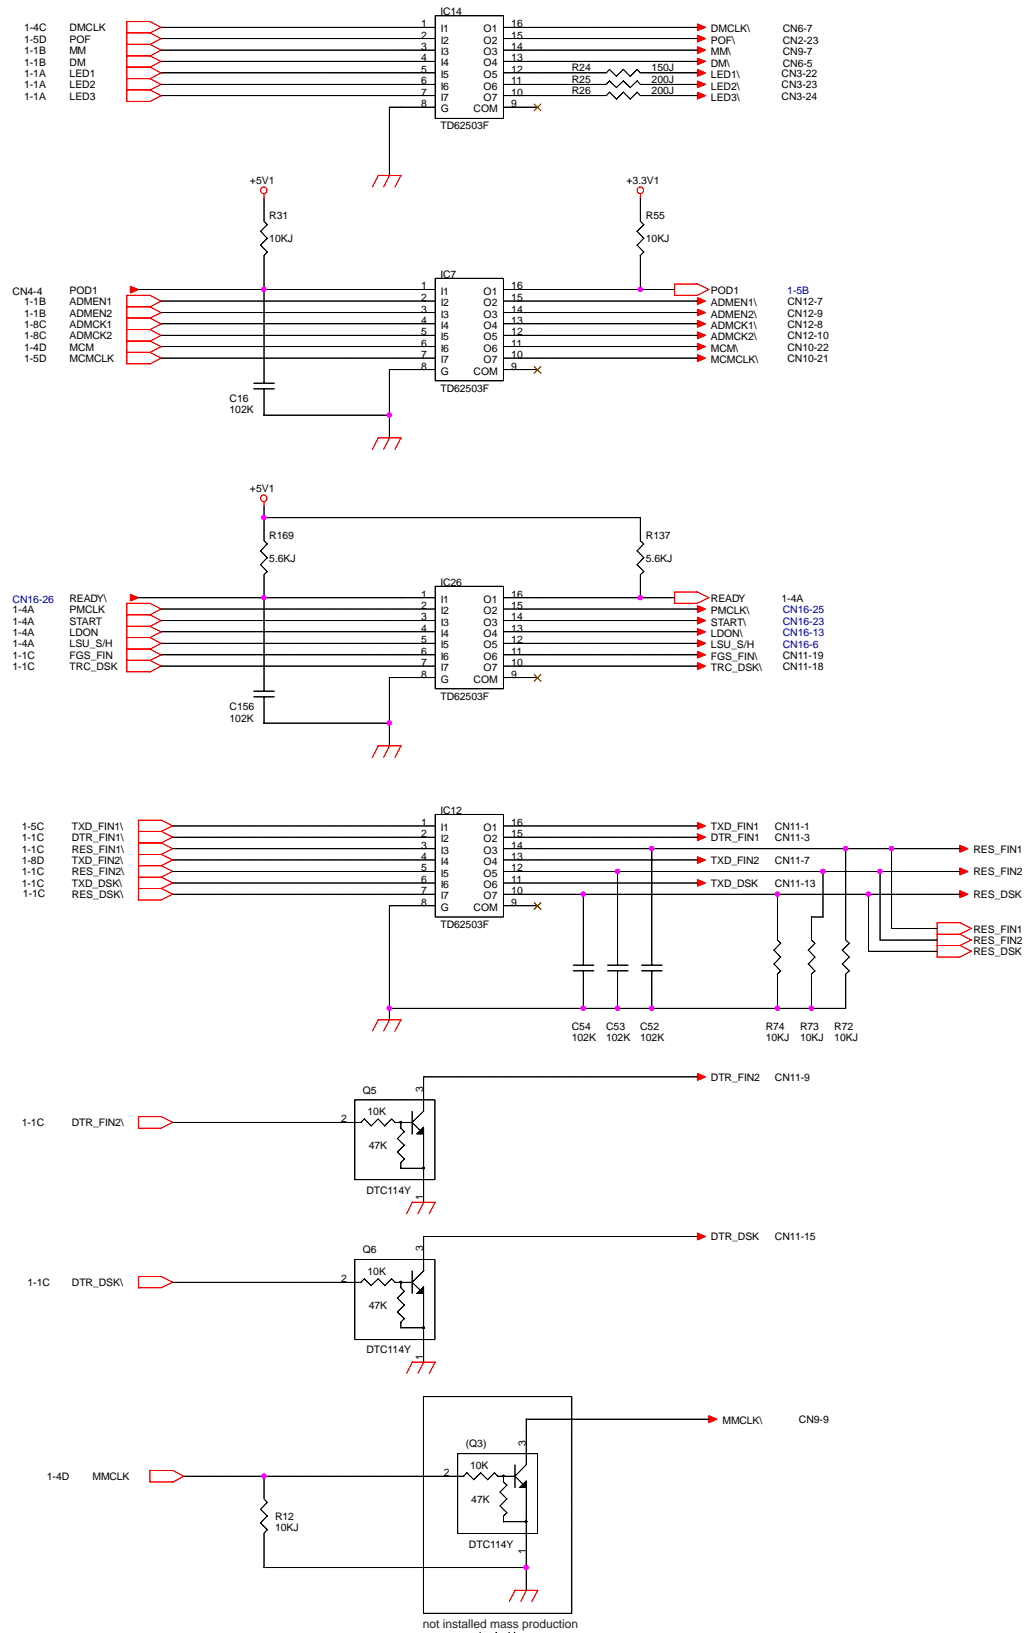 IC14
1-4C DMCLK 1 I1 O1 16 DMCLK\ CN6-7
1-5D POF 2 I2 O2 15 POF\ CN2-23
1-1B MM 3 I3 O3 14 MM\ CN9-7
1-1B DM 4 I4 O4 13 DM\ CN6-5
1-1A LED1 5 I5 O5 12 R24 150J LED1\ CN3-22
1-1A LED2 6 I6 O6 11 R25 200J LED2\ CN3-23
1-1A LED3 7 I7 O7 10 R26 200J LED3\ CN3-24
8 G COM 9
TD62503F
+5V1 +3.3V1
R31 R55
10KJ 10KJ
IC7
CN4-4 POD1 1 I1 O1 16 POD1 1-5B
1-1B ADMEN1 2 I2 O2 15 ADMEN1\ CN12-7
1-1B ADMEN2 3 I3 O3 14 ADMEN2\ CN12-9
1-8C ADMCK1 4 I4 O4 13 ADMCK1\ CN12-8
1-8C ADMCK2 5 I5 O5 12 ADMCK2\ CN12-10
1-4D MCM 6 I6 O6 11 MCM\ CN10-22
1-5D MCMCLK 7 I7 O7 10 MCMCLK\ CN10-21
8 G COM 9
TD62503F
C16
102K
+5V1
R169 R137
5.6KJ 5.6KJ
IC26
CN16-26 READY\ 1 I1 O1 16 READY 1-4A
1-4A PMCLK 2 I2 O2 15 PMCLK\ CN16-25
1-4A START 3 I3 O3 14 START\ CN16-23
1-4A LDON 4 I4 O4 13 LDON\ CN16-13
1-4A LSU_S/H 5 I5 O5 12 LSU_S/H CN16-6
1-1C FGS_FIN 6 I6 O6 11 FGS_FIN\ CN11-19
1-1C TRC_DSK 7 I7 O7 10 TRC_DSK\ CN11-18
8 G COM 9
TD62503F
C156
102K
IC12
1-5C TXD_FIN1\ 1 I1 O1 16 TXD_FIN1 CN11-1
1-1C DTR_FIN1\ 2 I2 O2 15 DTR_FIN1 CN11-3
1-1C RES_FIN1\ 3 I3 O3 14 RES_FIN1
1-8D TXD_FIN2\ 4 I4 O4 13 TXD_FIN2 CN11-7
1-1C RES_FIN2\ 5 I5 O5 12 RES_FIN2
1-1C TXD_DSK\ 6 I6 O6 11 TXD_DSK CN11-13
1-1C RES_DSK\ 7 I7 O7 10 RES_DSK
8 G COM 9
TD62503F
RES_FIN1
RES_FIN2
RES_DSK
C54 C53 C52 R74 R73 R72
102K 102K 102K 10KJ 10KJ 10KJ
3 DTR_FIN2 CN11-9
Q5
10K
1-1C DTR_FIN2\ 2
47K
DTC114Y
1
3 DTR_DSK CN11-15
Q6
10K
1-1C DTR_DSK\ 2
47K
DTC114Y
1
MMCLK\ CN9-9
(Q3) 3
10K
1-4D MMCLK 2
47K
R12
10KJ
DTC114Y
1
not installed mass production